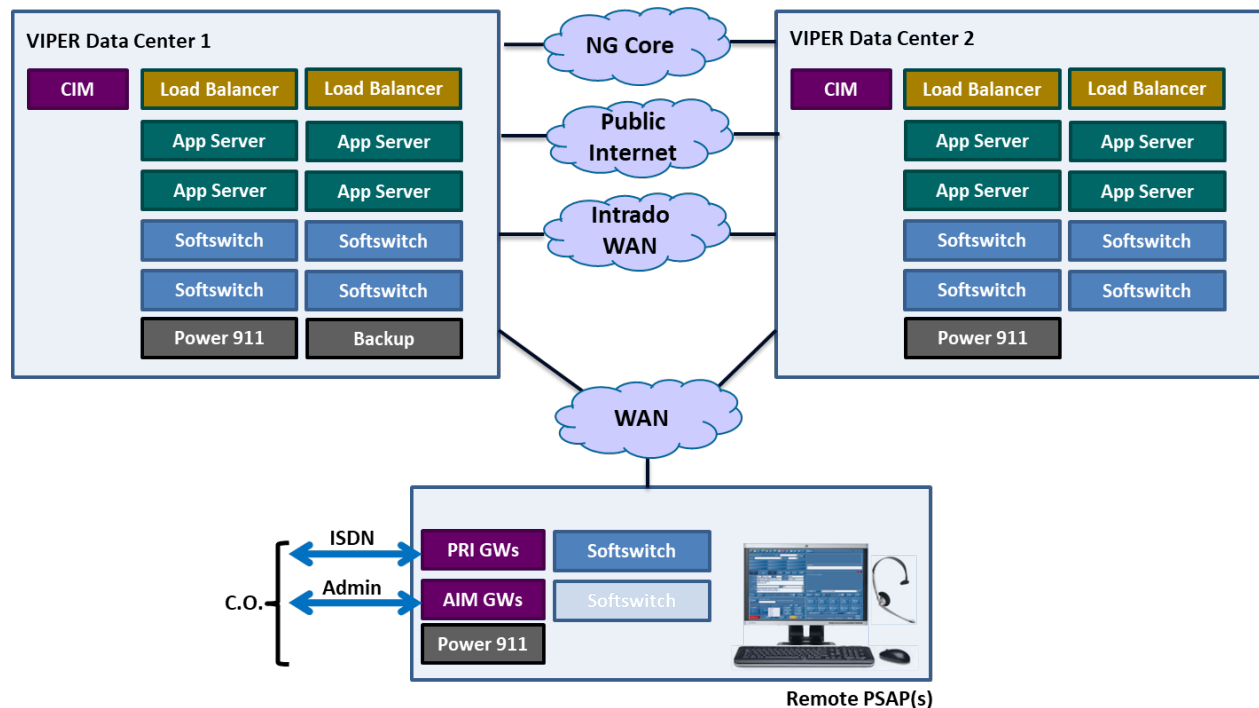 VIPER Data Center 1
CIM
Load Balancer
Load Balancer
App Server
App Server
App Server
App Server
Softswitch
Softswitch
Softswitch
Softswitch
Power 911
Backup
NG Core
Public
Internet
Intrado
WAN
VIPER Data Center 2
CIM
Load Balancer
Load Balancer
App Server
App Server
App Server
App Server
Softswitch
Softswitch
Softswitch
Softswitch
Power 911
WAN
C.O.
ISDN
Admin
PRI GWs
Softswitch
AIM GWs
Softswitch
Power 911
Remote PSAP(s)